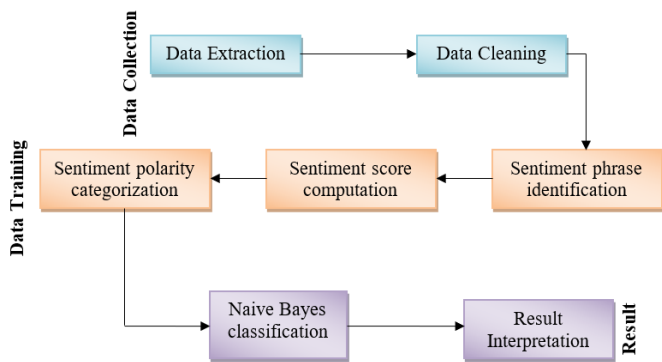 Data Collection
Data Extraction
Data Cleaning
Data Training
Sentiment polarity
categorization
Sentiment score
computation
Sentiment phrase
identification
Naive Bayes
classification
Result
Interpretation
Result